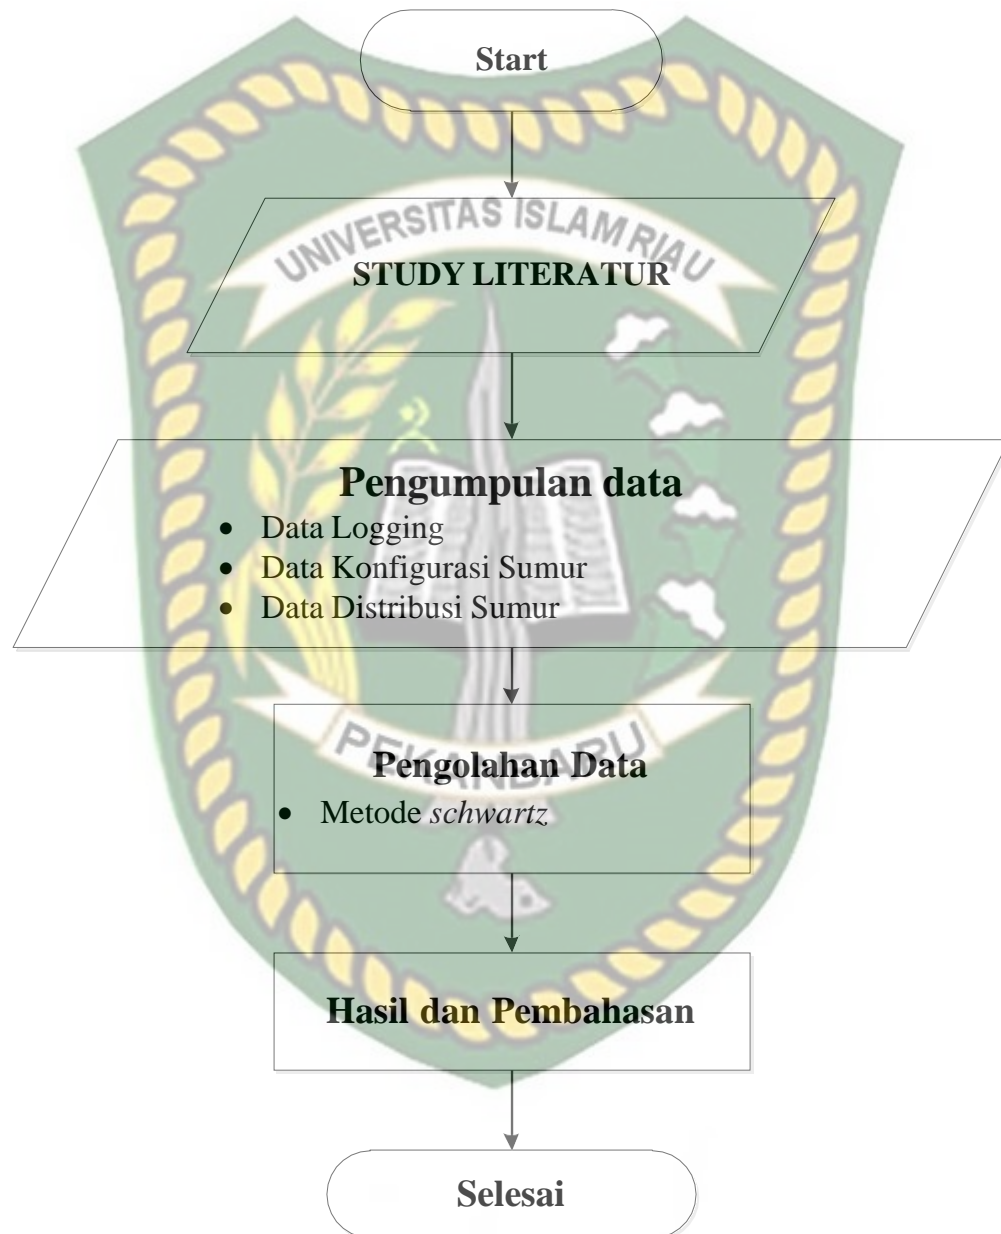 Start
UNIVERSITAS ISLAM RIAU
STUDY LITERATUR
Pengumpulan data
• Data Logging
• Data Konfigurasi Sumur
• Data Distribusi Sumur
PEKANBARU
Pengolahan Data
• Metode schwartz
Hasil dan Pembahasan
Selesai